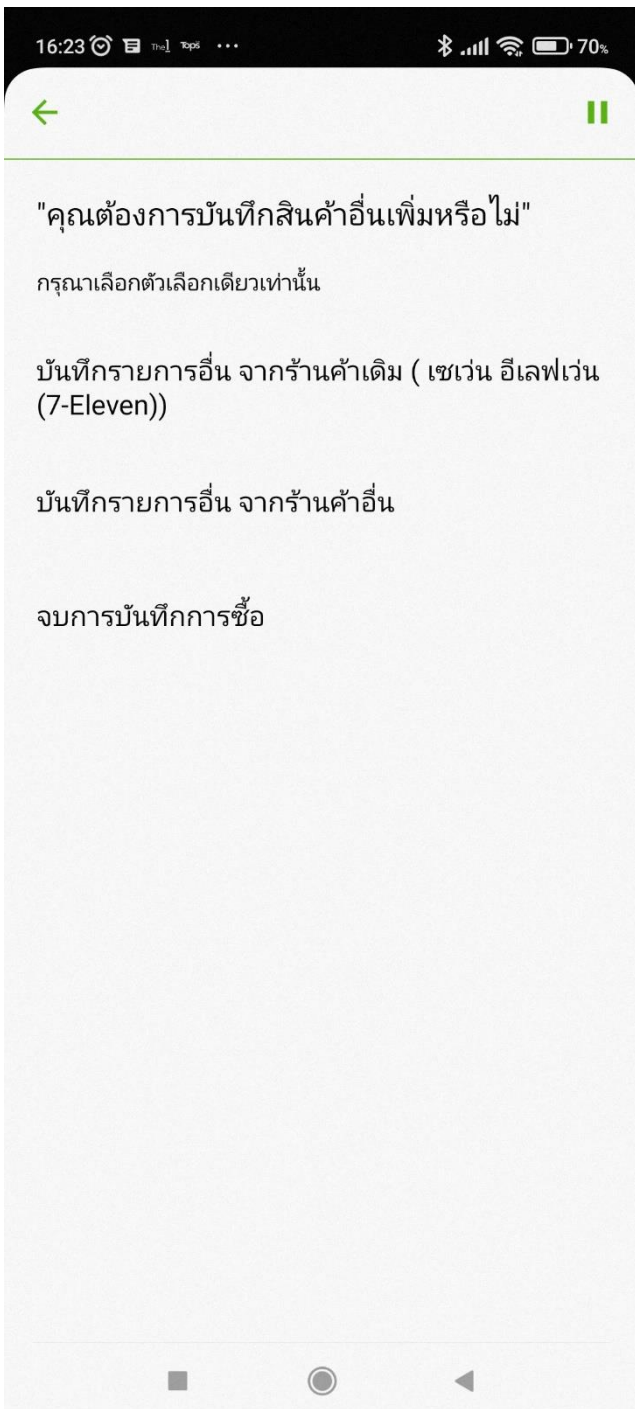 16:23 The1 Tops ... 70%
"คุณต้องการบันทึกสินค้าอื่นเพิ่มหรือไม่"
กรุณาเลือกตัวเลือกเดียวเท่านั้น
บันทึกรายการอื่น จากร้านค้าเดิม ( เซเว่น อีเลฟเว่น
(7-Eleven))
บันทึกรายการอื่น จากร้านค้าอื่น
จบการบันทึกการซื้อ